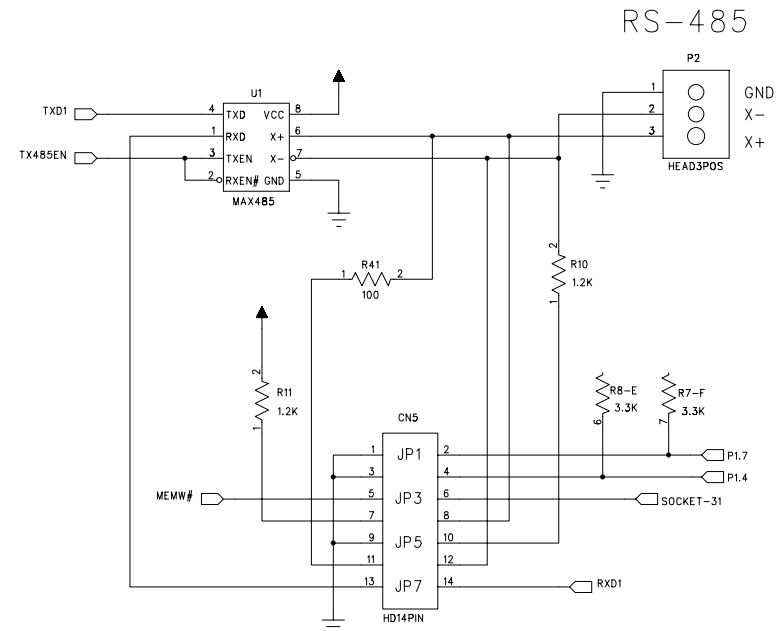 RS-485
P2
U1
1 GND
TXD1 4 TXD VCC 8
2 X-
1 RXD X+ 6
3 X+
TX485EN 3 TXEN X- 7
HEAD3POS
2 RXEN# GND 5
MAX485
R41
1 2
100
2
R10
1.2K
1
2
R11
1.2K
1
R8-E
3.3K
6
R7-F
3.3K
7
CN5
1 JP1 2 P1.7
3 4 P1.4
MEMW# 5 JP3 6 SOCKET-31
7 8
9 JP5 10
11 12
13 JP7 14 RXD1
HD14PIN